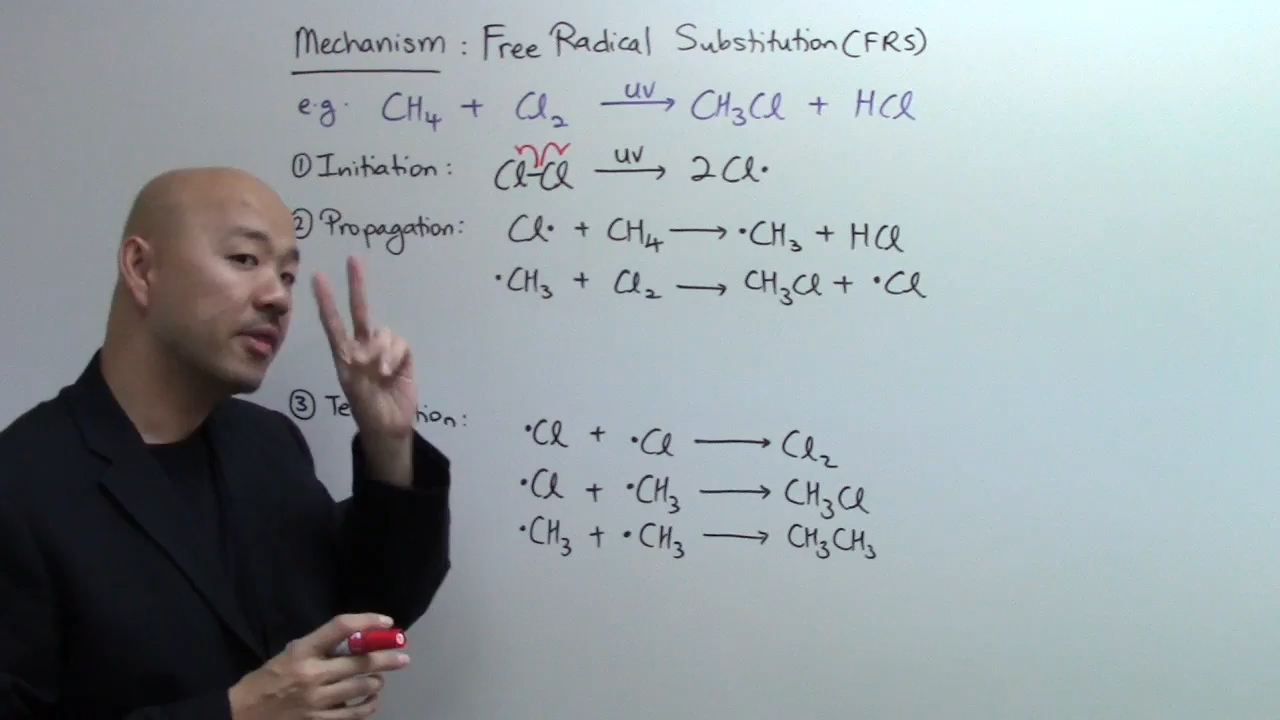 Mechanism : Free Radical Substitution (FRS)
e.g. CH₄ + Cl₂ —uv→ CH₃Cl + HCl
① Initiation : Cl-Cl —uv→ 2Cl•
② Propagation: Cl• + CH₄ → •CH₃ + HCl
•CH₃ + Cl₂ → CH₃Cl + •Cl
③ •Cl + •Cl → Cl₂
•Cl + •CH₃ → CH₃Cl
•CH₃ + •CH₃ → CH₃CH₃